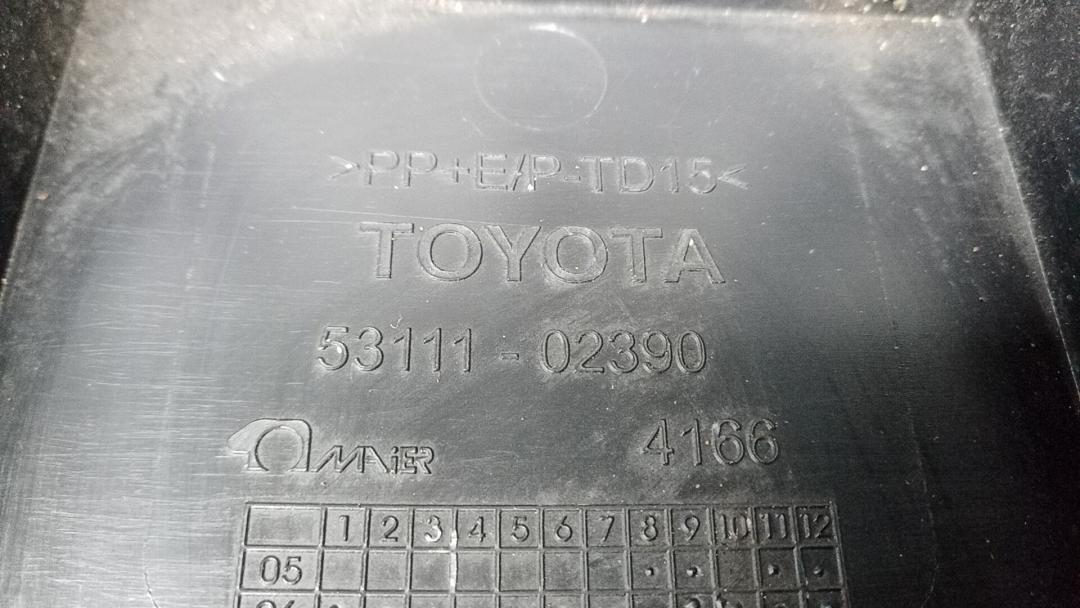 >PP+E/P-TD15<
TOYOTA
53111-02390
MAiER 4166
1 2 3 4 5 6 7 8 9 10 11 12
05
06